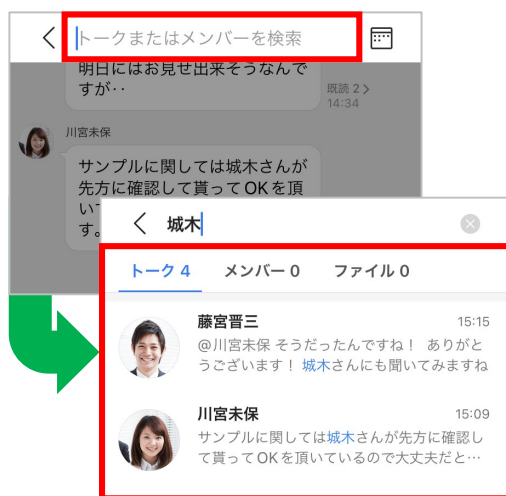 トークまたはメンバーを検索
明日にはお見せ出来そうなんで
すが‥
既読 2
14:34
川宮未保
サンプルに関しては城木さんが
先方に確認して貰って OK を頂
い
す。
城木
トーク 4 メンバー 0 ファイル 0
藤宮晋三 15:15
@川宮未保 そうだったんですね！ ありがと
うございます！ 城木さんにも聞いてみますね
川宮未保 15:09
サンプルに関しては城木さんが先方に確認し
て貰って OK を頂いているので大丈夫だと…